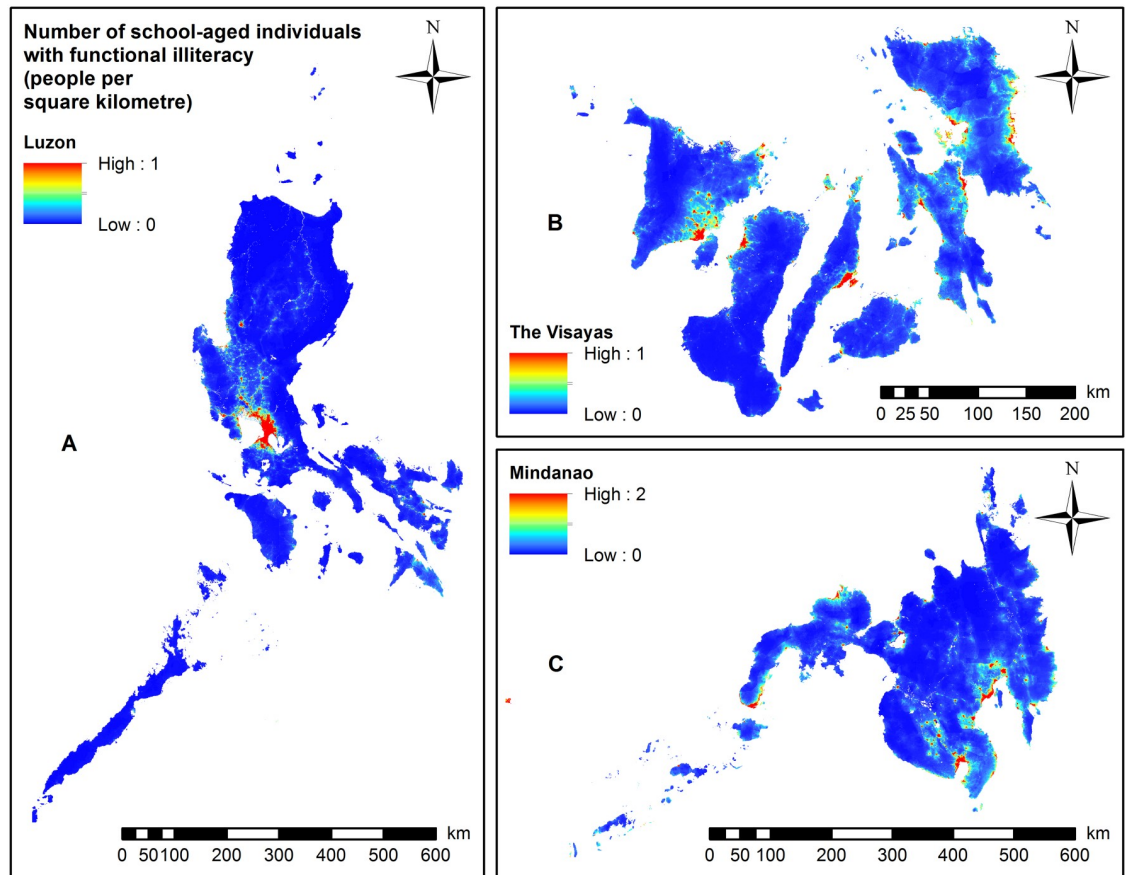 Number of school-aged individuals
with functional illiteracy
(people per
square kilometre)
N
Luzon
High : 1
Low : 0
A
km
0 50 100 200 300 400 500 600
N
B
The Visayas
High : 1
Low : 0
km
0 25 50 100 150 200
Mindanao
N
High : 2
Low : 0
C
km
0 50 100 200 300 400 500 600